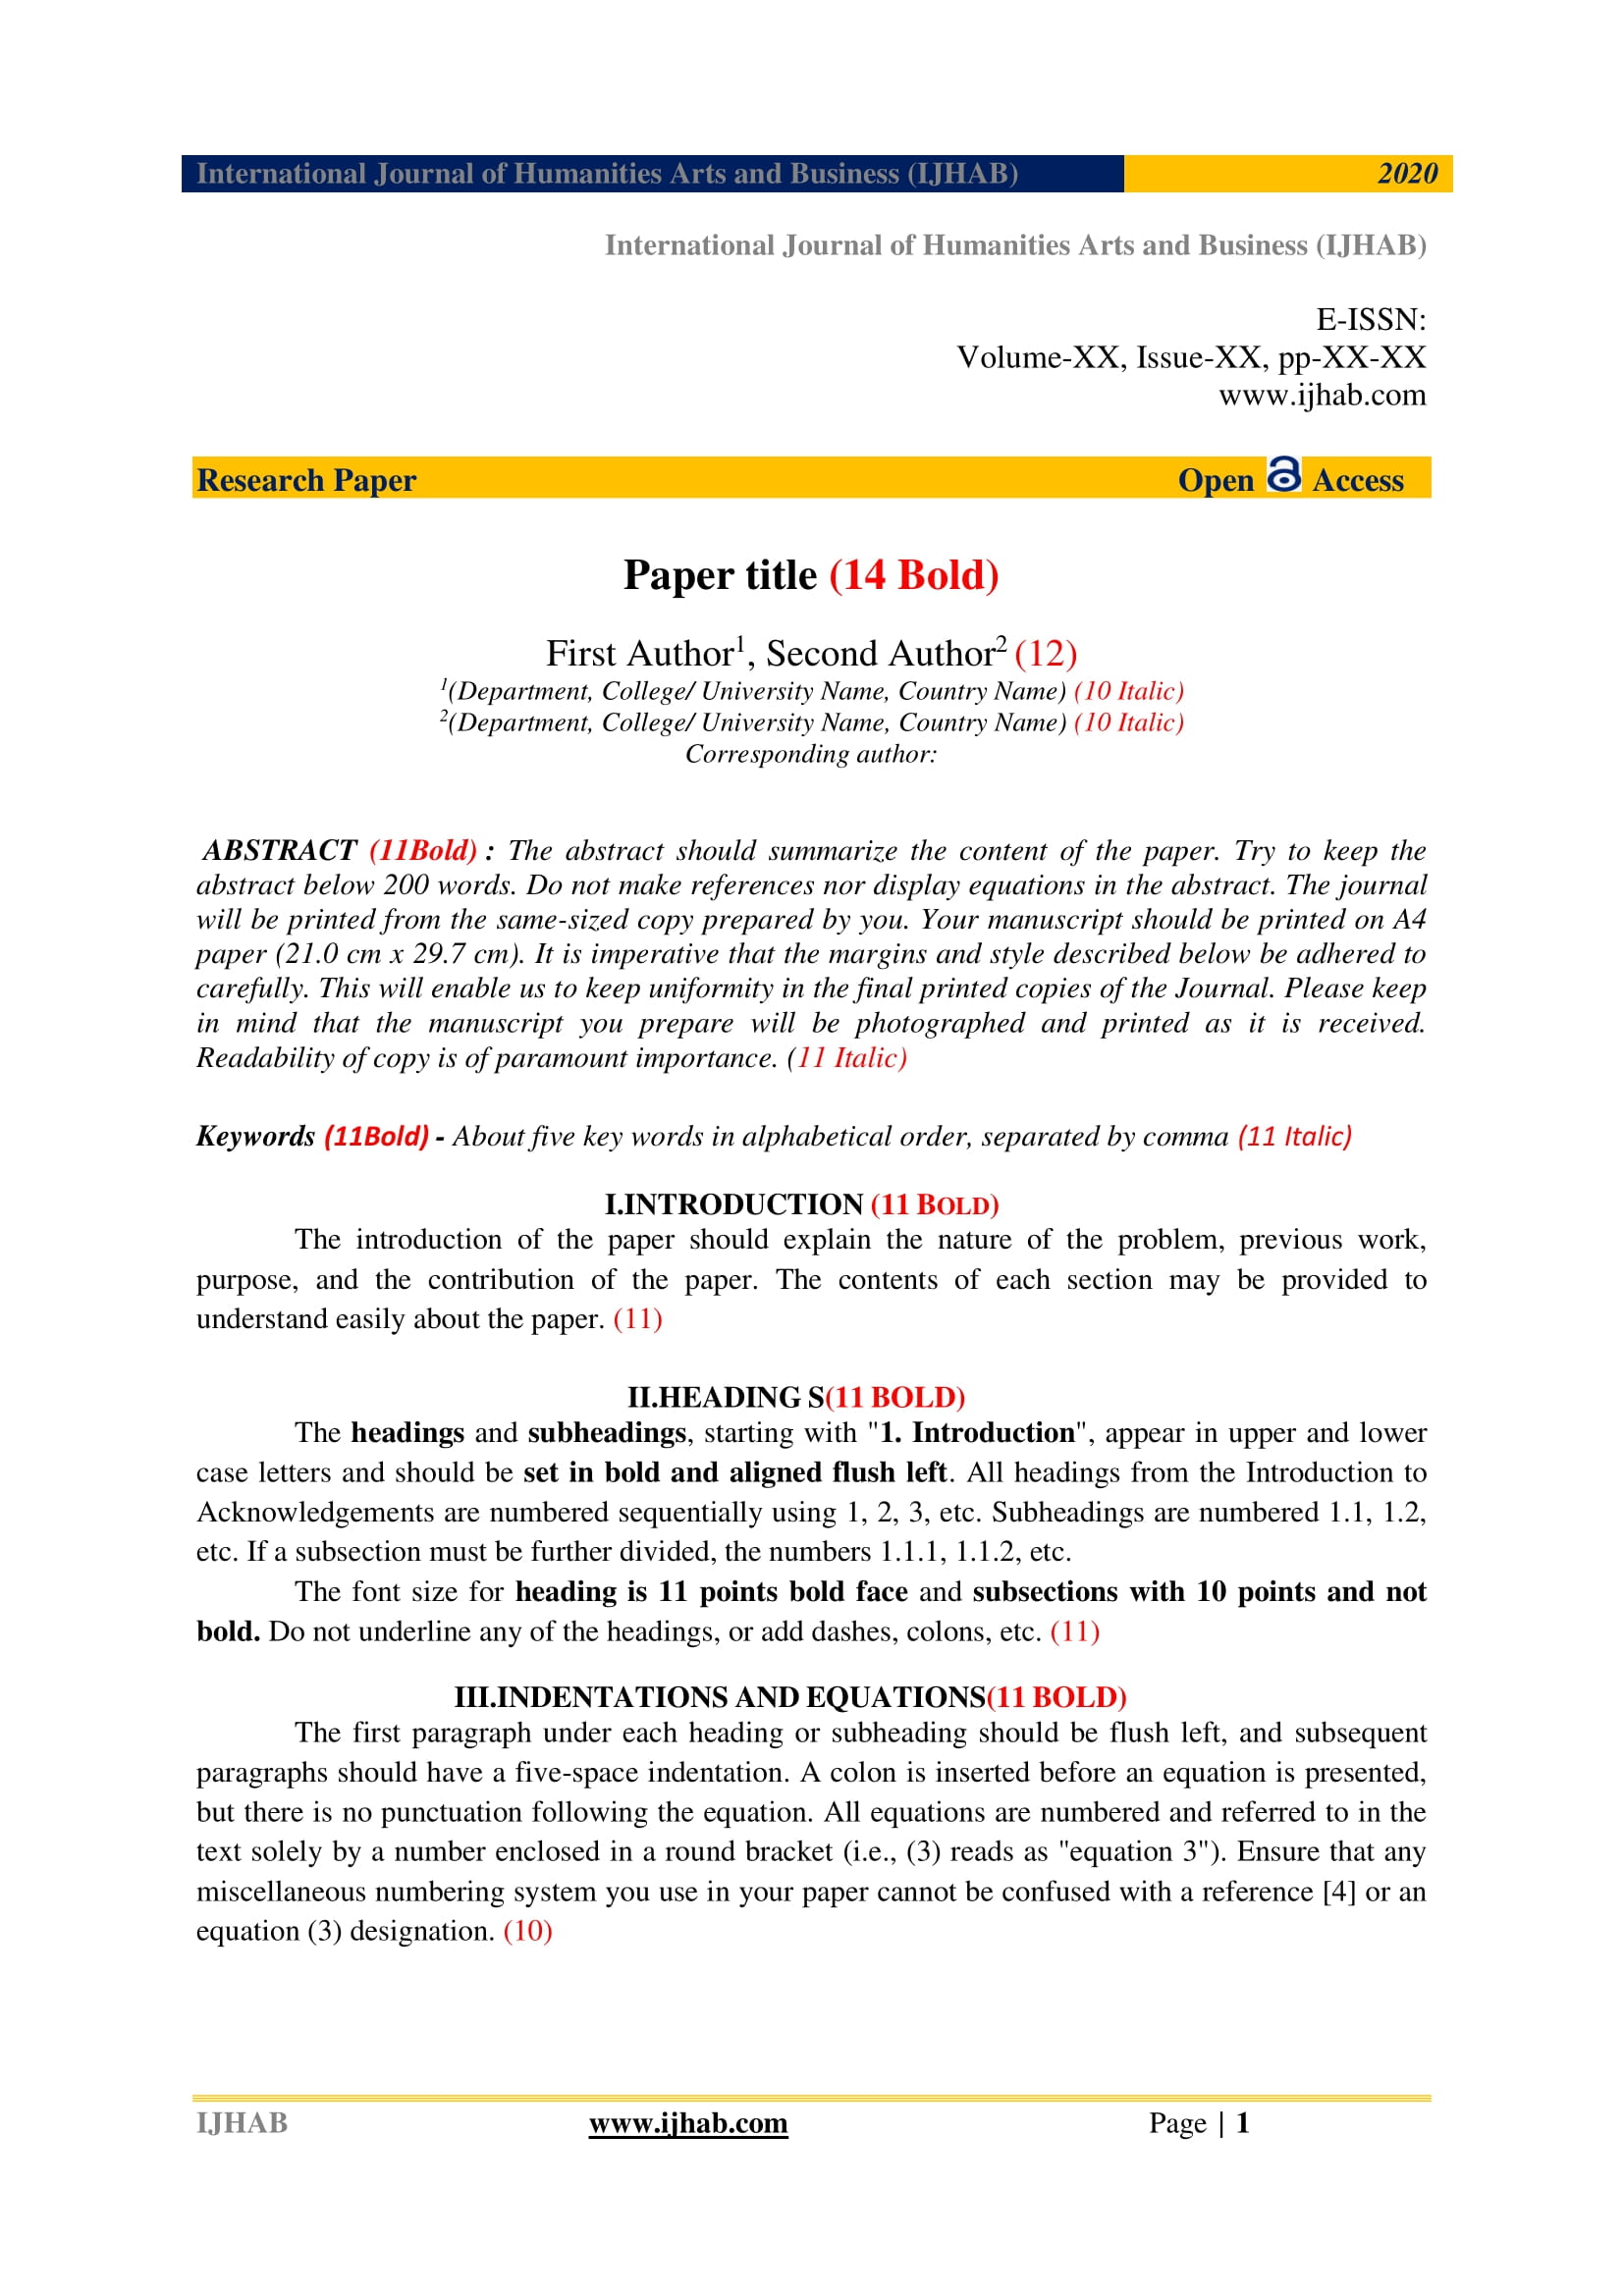 International Journal of Humanities Arts and Business (IJHAB) 2020
International Journal of Humanities Arts and Business (IJHAB)
E-ISSN:
Volume-XX, Issue-XX, pp-XX-XX
www.ijhab.com
Research Paper Open Access
Paper title (14 Bold)
First Author1, Second Author2 (12)
1(Department, College/ University Name, Country Name) (10 Italic)
2(Department, College/ University Name, Country Name) (10 Italic)
Corresponding author:
ABSTRACT (11Bold) : The abstract should summarize the content of the paper. Try to keep the
abstract below 200 words. Do not make references nor display equations in the abstract. The journal
will be printed from the same-sized copy prepared by you. Your manuscript should be printed on A4
paper (21.0 cm x 29.7 cm). It is imperative that the margins and style described below be adhered to
carefully. This will enable us to keep uniformity in the final printed copies of the Journal. Please keep
in mind that the manuscript you prepare will be photographed and printed as it is received.
Readability of copy is of paramount importance. (11 Italic)
Keywords (11Bold) - About five key words in alphabetical order, separated by comma (11 Italic)
I.INTRODUCTION (11 BOLD)
The introduction of the paper should explain the nature of the problem, previous work,
purpose, and the contribution of the paper. The contents of each section may be provided to
understand easily about the paper. (11)
II.HEADING S(11 BOLD)
The headings and subheadings, starting with "1. Introduction", appear in upper and lower
case letters and should be set in bold and aligned flush left. All headings from the Introduction to
Acknowledgements are numbered sequentially using 1, 2, 3, etc. Subheadings are numbered 1.1, 1.2,
etc. If a subsection must be further divided, the numbers 1.1.1, 1.1.2, etc.
The font size for heading is 11 points bold face and subsections with 10 points and not
bold. Do not underline any of the headings, or add dashes, colons, etc. (11)
III.INDENTATIONS AND EQUATIONS(11 BOLD)
The first paragraph under each heading or subheading should be flush left, and subsequent
paragraphs should have a five-space indentation. A colon is inserted before an equation is presented,
but there is no punctuation following the equation. All equations are numbered and referred to in the
text solely by a number enclosed in a round bracket (i.e., (3) reads as "equation 3"). Ensure that any
miscellaneous numbering system you use in your paper cannot be confused with a reference [4] or an
equation (3) designation. (10)
IJHAB www.ijhab.com Page | 1